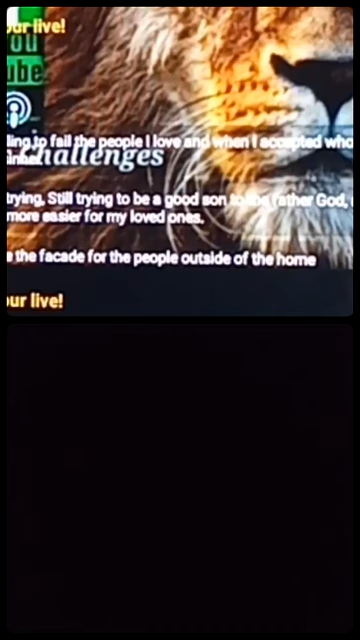 our live!
You
ube
ling to fail the people I love and when I accepted who
sinner.
hallenges
trying, Still trying to be a good son to the father God,
more easier for my loved ones.
e the facade for the people outside of the home
our live!